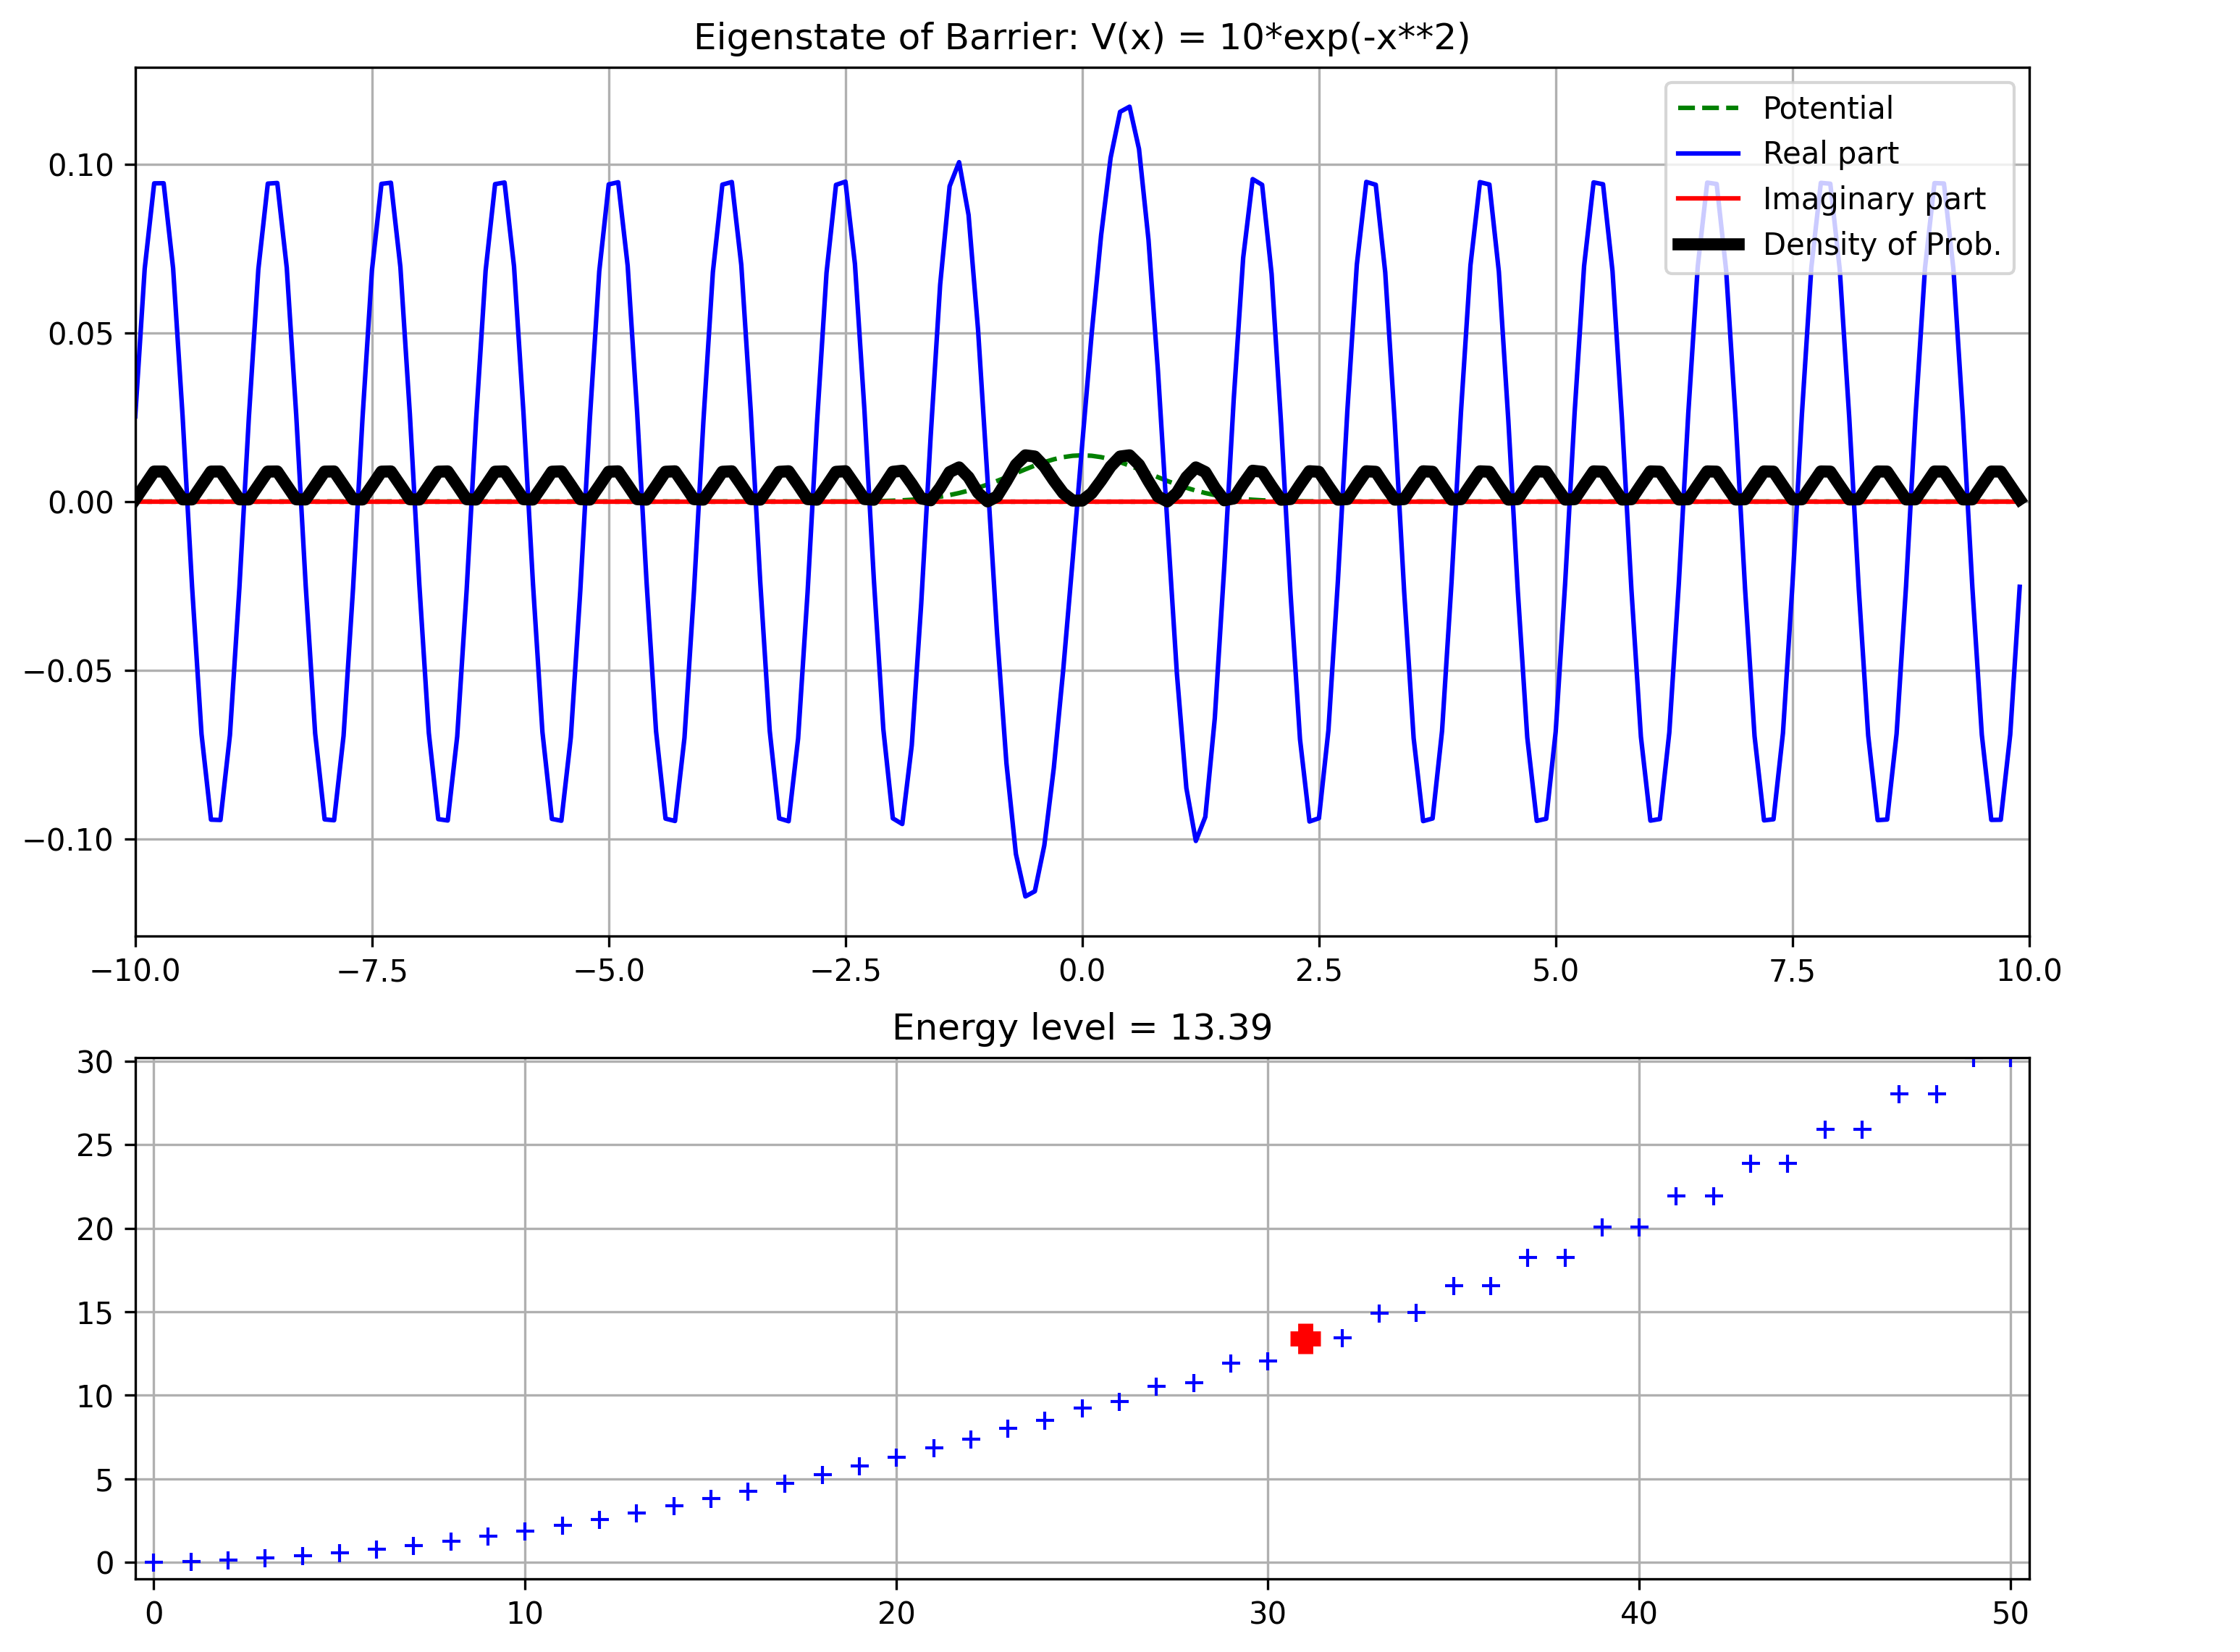 Eigenstate of Barrier: V(x) = 10*exp(-x**2)
Potential
Real part
Imaginary part
Density of Prob.
0.10
0.05
0.00
−0.05
−0.10
−10.0 −7.5 −5.0 −2.5 0.0 2.5 5.0 7.5 10.0
Energy level = 13.39
30
25
20
15
10
5
0
0 10 20 30 40 50